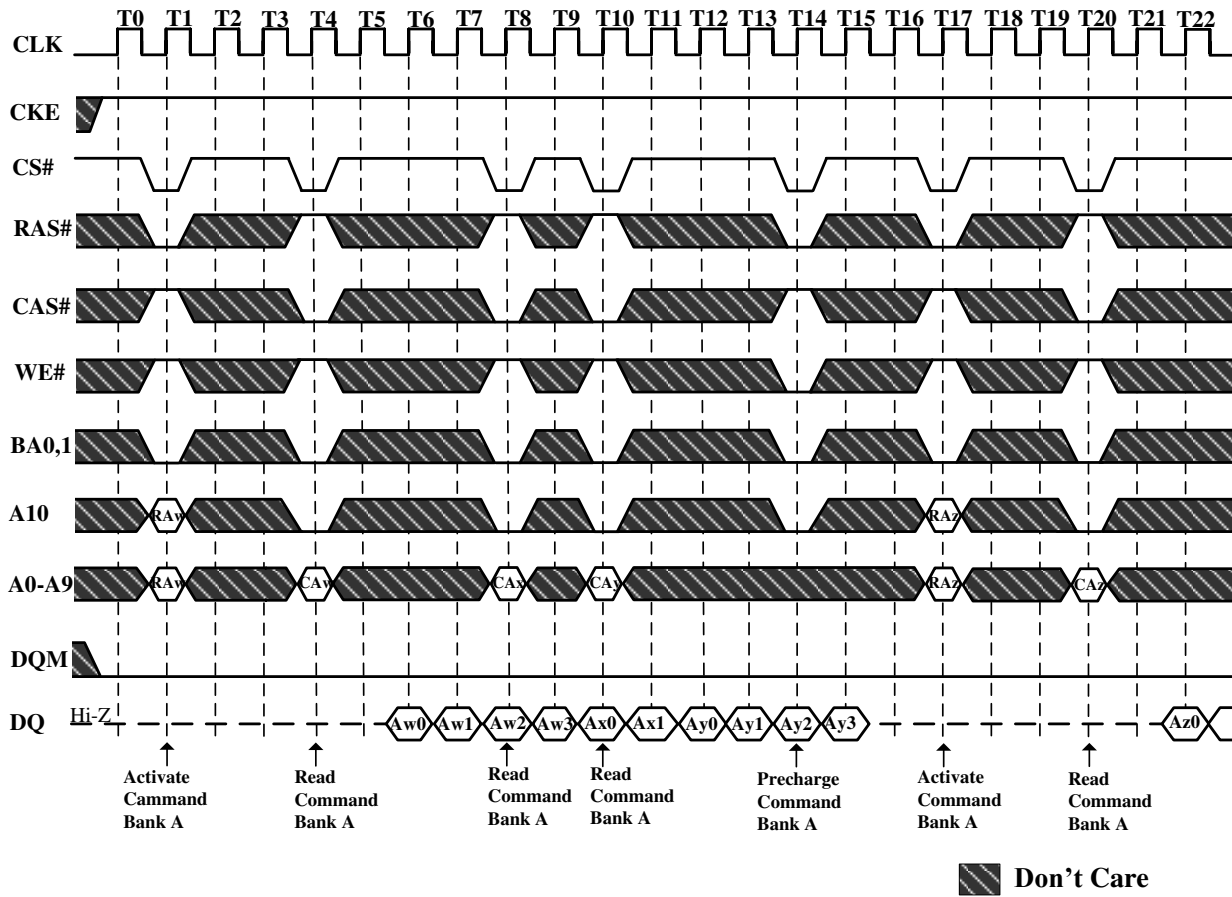 T0 T1 T2 T3 T4 T5 T6 T7 T8 T9 T10 T11 T12 T13 T14 T15 T16 T17 T18 T19 T20 T21 T22
CLK
CKE
CS#
RAS#
CAS#
WE#
BA0,1
A10 RAw RAz
A0-A9 RAw CAw CAx CAy RAz CAz
DQM
DQ Hi-Z Aw0 Aw1 Aw2 Aw3 Ax0 Ax1 Ay0 Ay1 Ay2 Ay3 Az0
Activate
Cammand
Bank A
Read
Command
Bank A
Read
Command
Bank A
Read
Command
Bank A
Precharge
Command
Bank A
Activate
Command
Bank A
Read
Command
Bank A
Don't Care